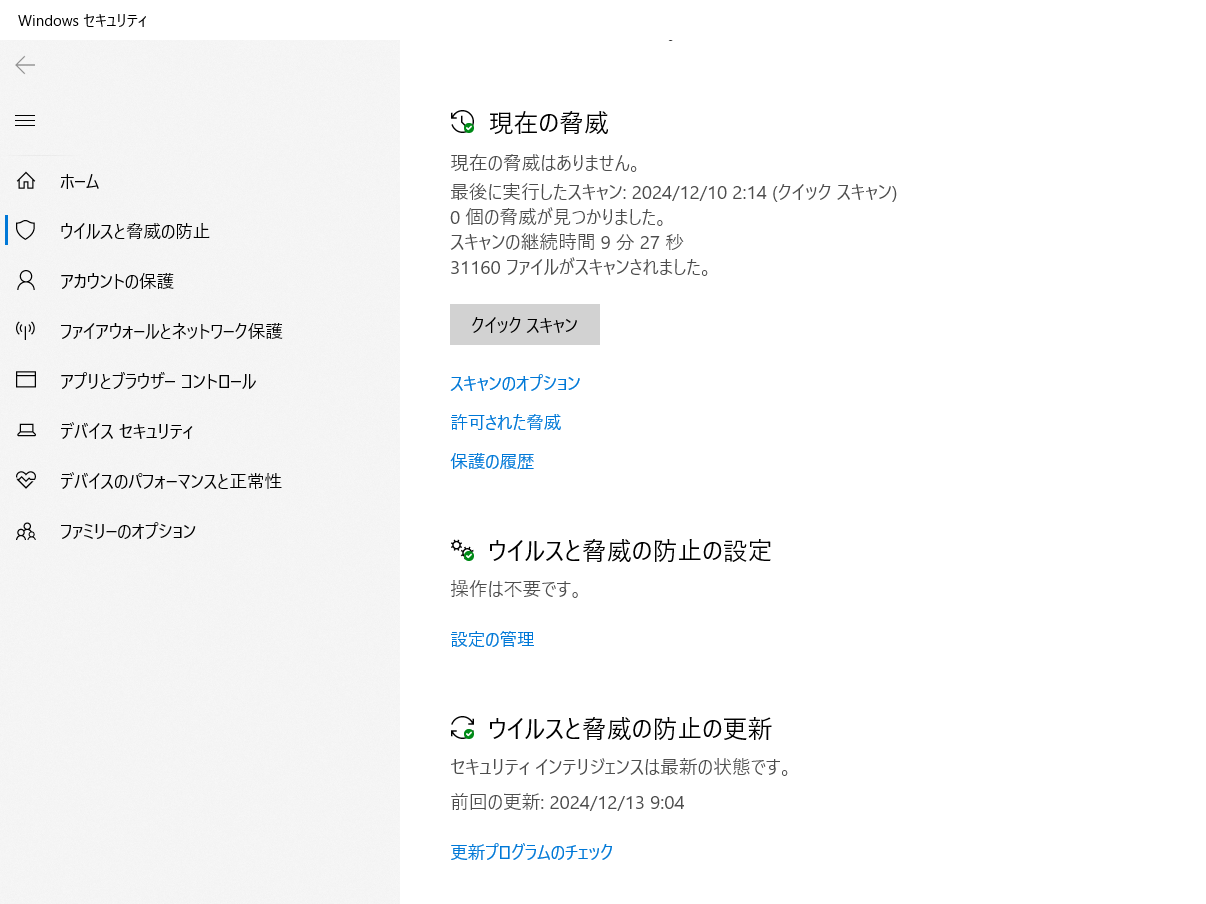 Windows セキュリティ
ホーム
ウイルスと脅威の防止
アカウントの保護
ファイアウォールとネットワーク保護
アプリとブラウザー コントロール
デバイス セキュリティ
デバイスのパフォーマンスと正常性
ファミリーのオプション
現在の脅威
現在の脅威はありません。
最後に実行したスキャン: 2024/12/10 2:14 (クイック スキャン)
0 個の脅威が見つかりました。
スキャンの継続時間 9 分 27 秒
31160 ファイルがスキャンされました。
クイック スキャン
スキャンのオプション
許可された脅威
保護の履歴
ウイルスと脅威の防止の設定
操作は不要です。
設定の管理
ウイルスと脅威の防止の更新
セキュリティ インテリジェンスは最新の状態です。
前回の更新: 2024/12/13 9:04
更新プログラムのチェック